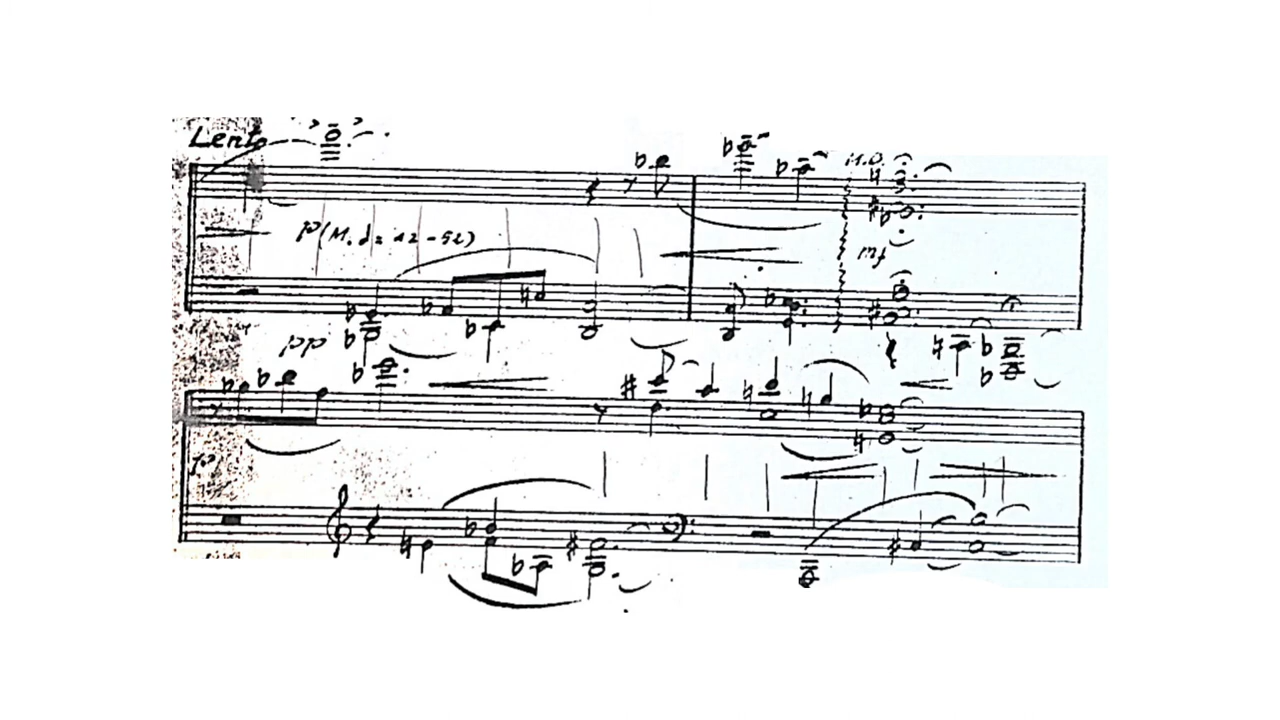 Lento
M.D.
p (M. d = 42 - 52)
mf
pp
p